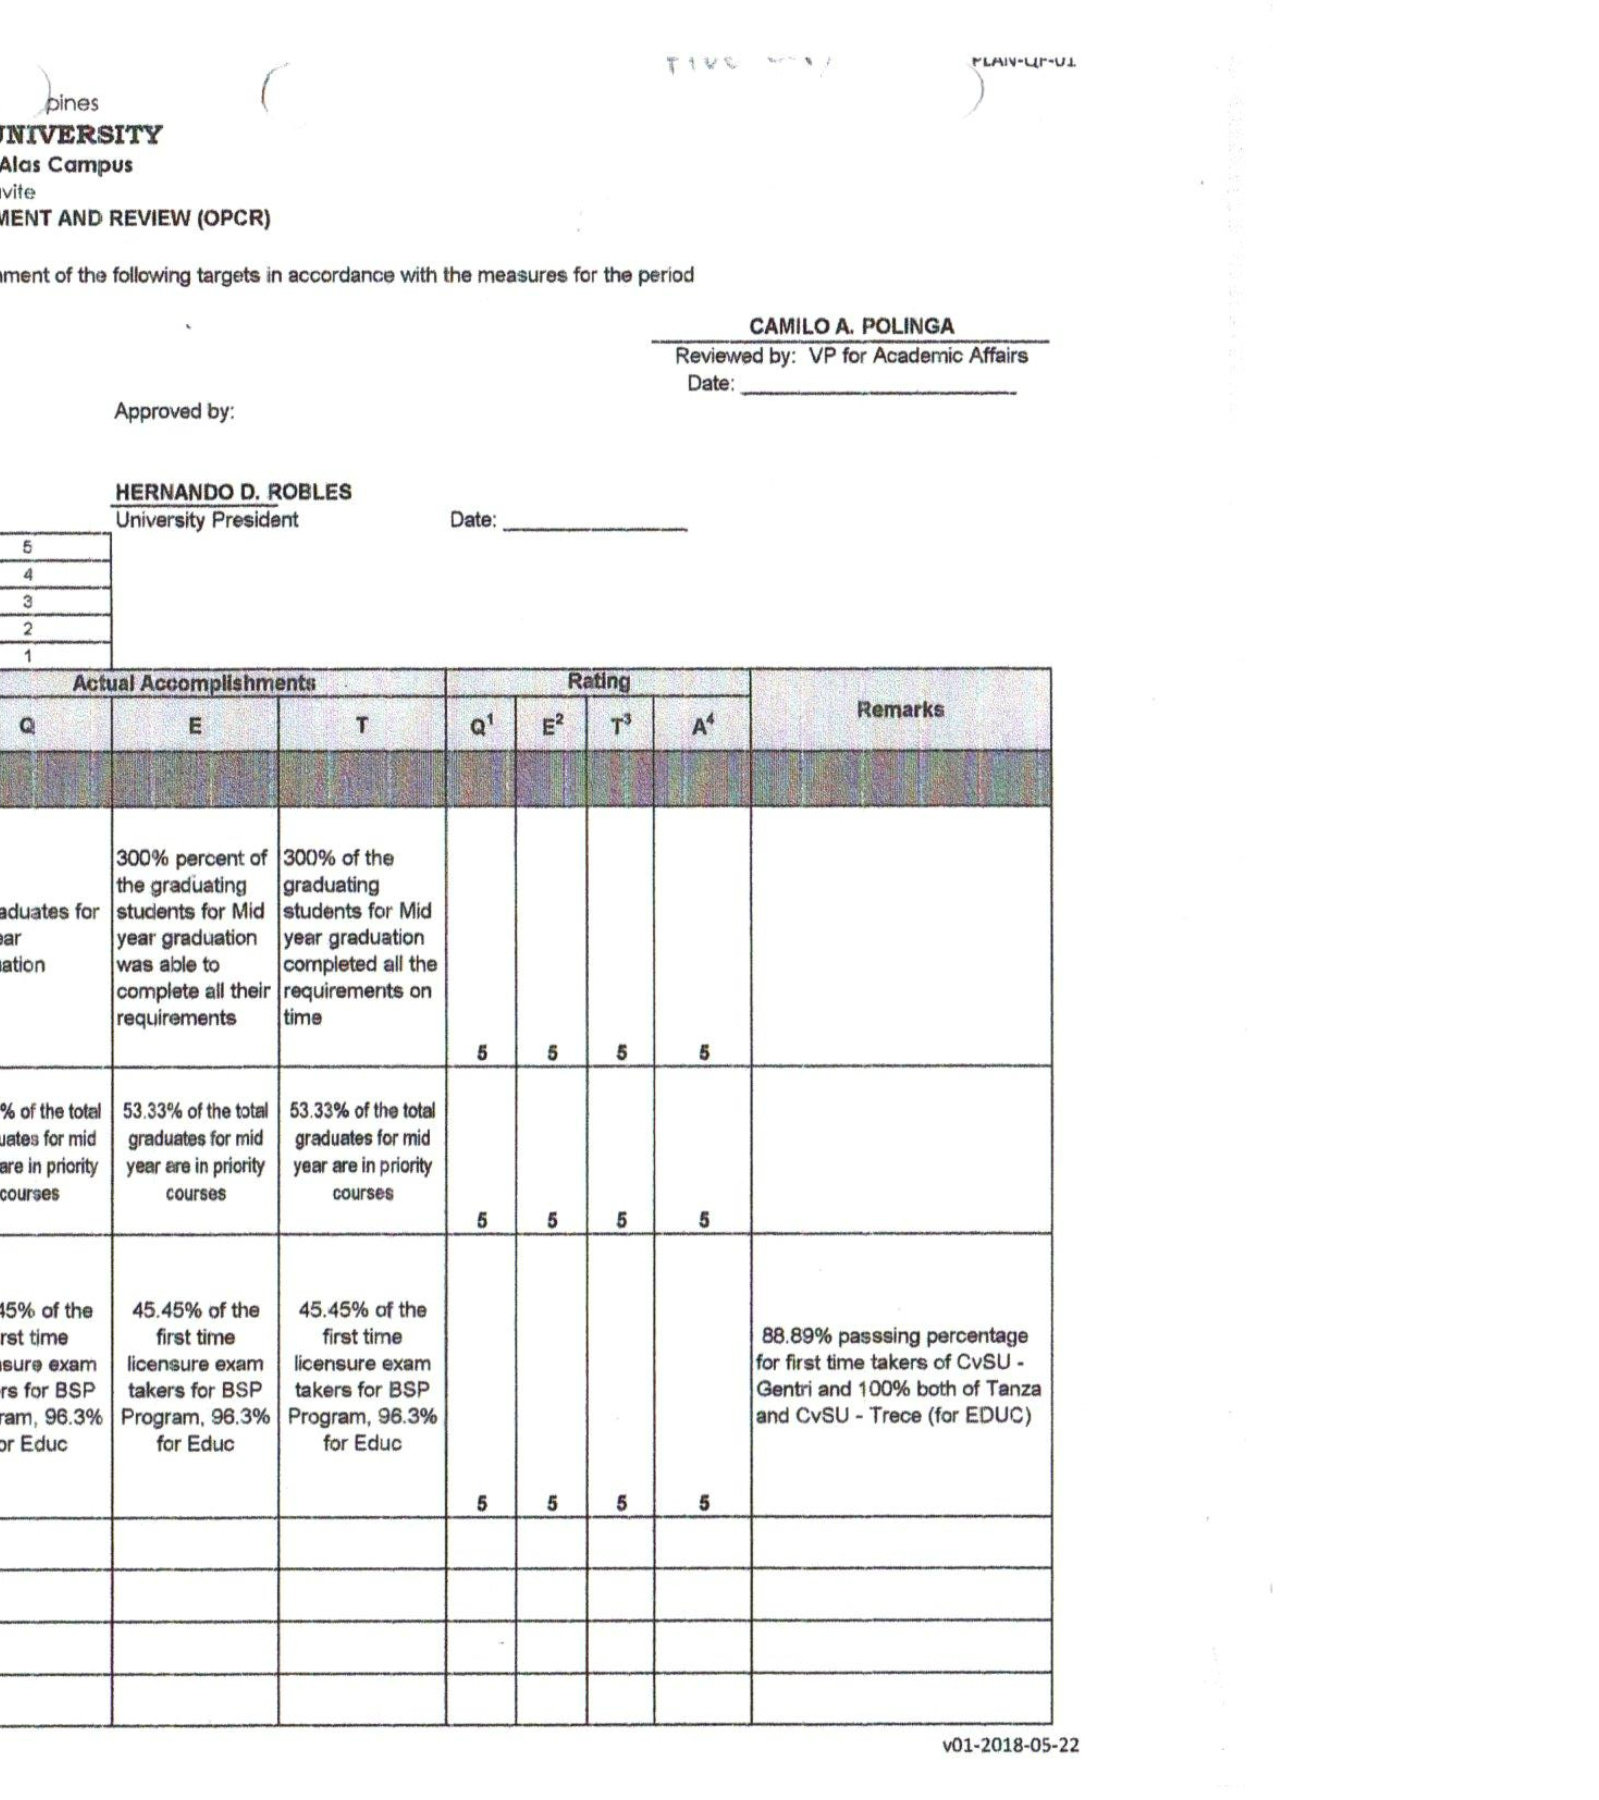 PLAN-QF-01
pines
UNIVERSITY
Alas Campus
vite
MENT AND REVIEW (OPCR)
ment of the following targets in accordance with the measures for the period
CAMILO A. POLINGA
Reviewed by: VP for Academic Affairs
Date:
Approved by:
HERNANDO D. ROBLES
University President Date:
5
4
3
2
1
Actual Accomplishments Rating Remarks
Q E T Q¹ E² T³ A⁴
aduates for
ear
ation
300% percent of
the graduating
students for Mid
year graduation
was able to
complete all their
requirements
300% of the
graduating
students for Mid
year graduation
completed all the
requirements on
time
5 5 5 5
% of the total
uates for mid
are in priority
courses
53.33% of the total
graduates for mid
year are in priority
courses
53.33% of the total
graduates for mid
year are in priority
courses
5 5 5 5
45% of the
rst time
sure exam
rs for BSP
ram, 96.3%
or Educ
45.45% of the
first time
licensure exam
takers for BSP
Program, 96.3%
for Educ
45.45% of the
first time
licensure exam
takers for BSP
Program, 96.3%
for Educ
88.89% passsing percentage
for first time takers of CvSU -
Gentri and 100% both of Tanza
and CvSU - Trece (for EDUC)
5 5 5 5
v01-2018-05-22